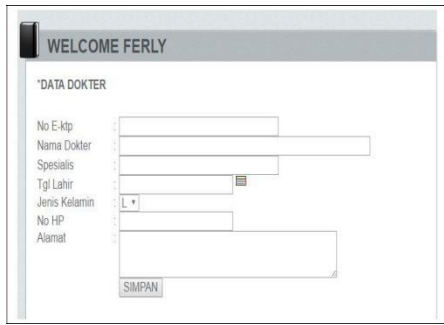 WELCOME FERLY
*DATA DOKTER
No E-ktp :
Nama Dokter :
Spesialis :
Tgl Lahir :
Jenis Kelamin : L
No HP :
Alamat :
SIMPAN